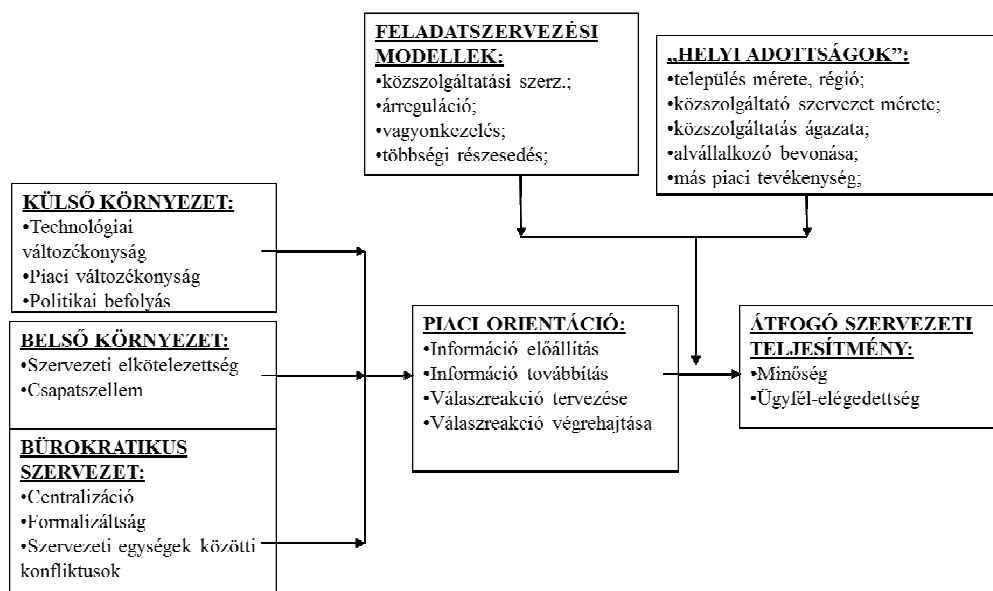 FELADATSZERVEZÉSI
MODELLEK:
•közszolgáltatási szerz.;
•árreguláció;
•vagyonkezelés;
•többségi részesedés;
„HELYI ADOTTSÁGOK”:
•település mérete, régió;
•közszolgáltató szervezet mérete;
•közszolgáltatás ágazata;
•alvállalkozó bevonása;
•más piaci tevékenység;
KÜLSŐ KÖRNYEZET:
•Technológiai
változékonyság
•Piaci változékonyság
•Politikai befolyás
BELSŐ KÖRNYEZET:
•Szervezeti elkötelezettség
•Csapatszellem
BÜROKRATIKUS
SZERVEZET:
•Centralizáció
•Formalizáltság
•Szervezeti egységek közötti
konfliktusok
PIACI ORIENTÁCIÓ:
•Információ előállítás
•Információ továbbítás
•Válaszreakció tervezése
•Válaszreakció végrehajtása
ÁTFOGÓ SZERVEZETI
TELJESÍTMÉNY:
•Minőség
•Ügyfél-elégedettség